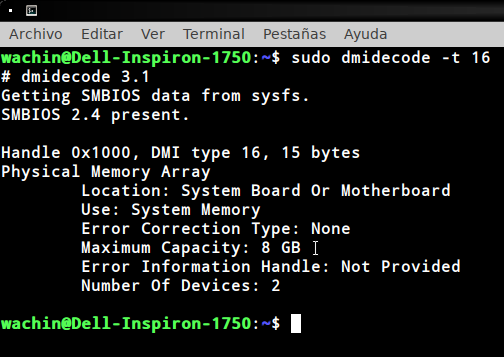 Archivo Editar Ver Terminal Pestañas Ayuda
wachin@Dell-Inspiron-1750:~$ sudo dmidecode -t 16
# dmidecode 3.1
Getting SMBIOS data from sysfs.
SMBIOS 2.4 present.

Handle 0x1000, DMI type 16, 15 bytes
Physical Memory Array
        Location: System Board Or Motherboard
        Use: System Memory
        Error Correction Type: None
        Maximum Capacity: 8 GB
        Error Information Handle: Not Provided
        Number Of Devices: 2

wachin@Dell-Inspiron-1750:~$